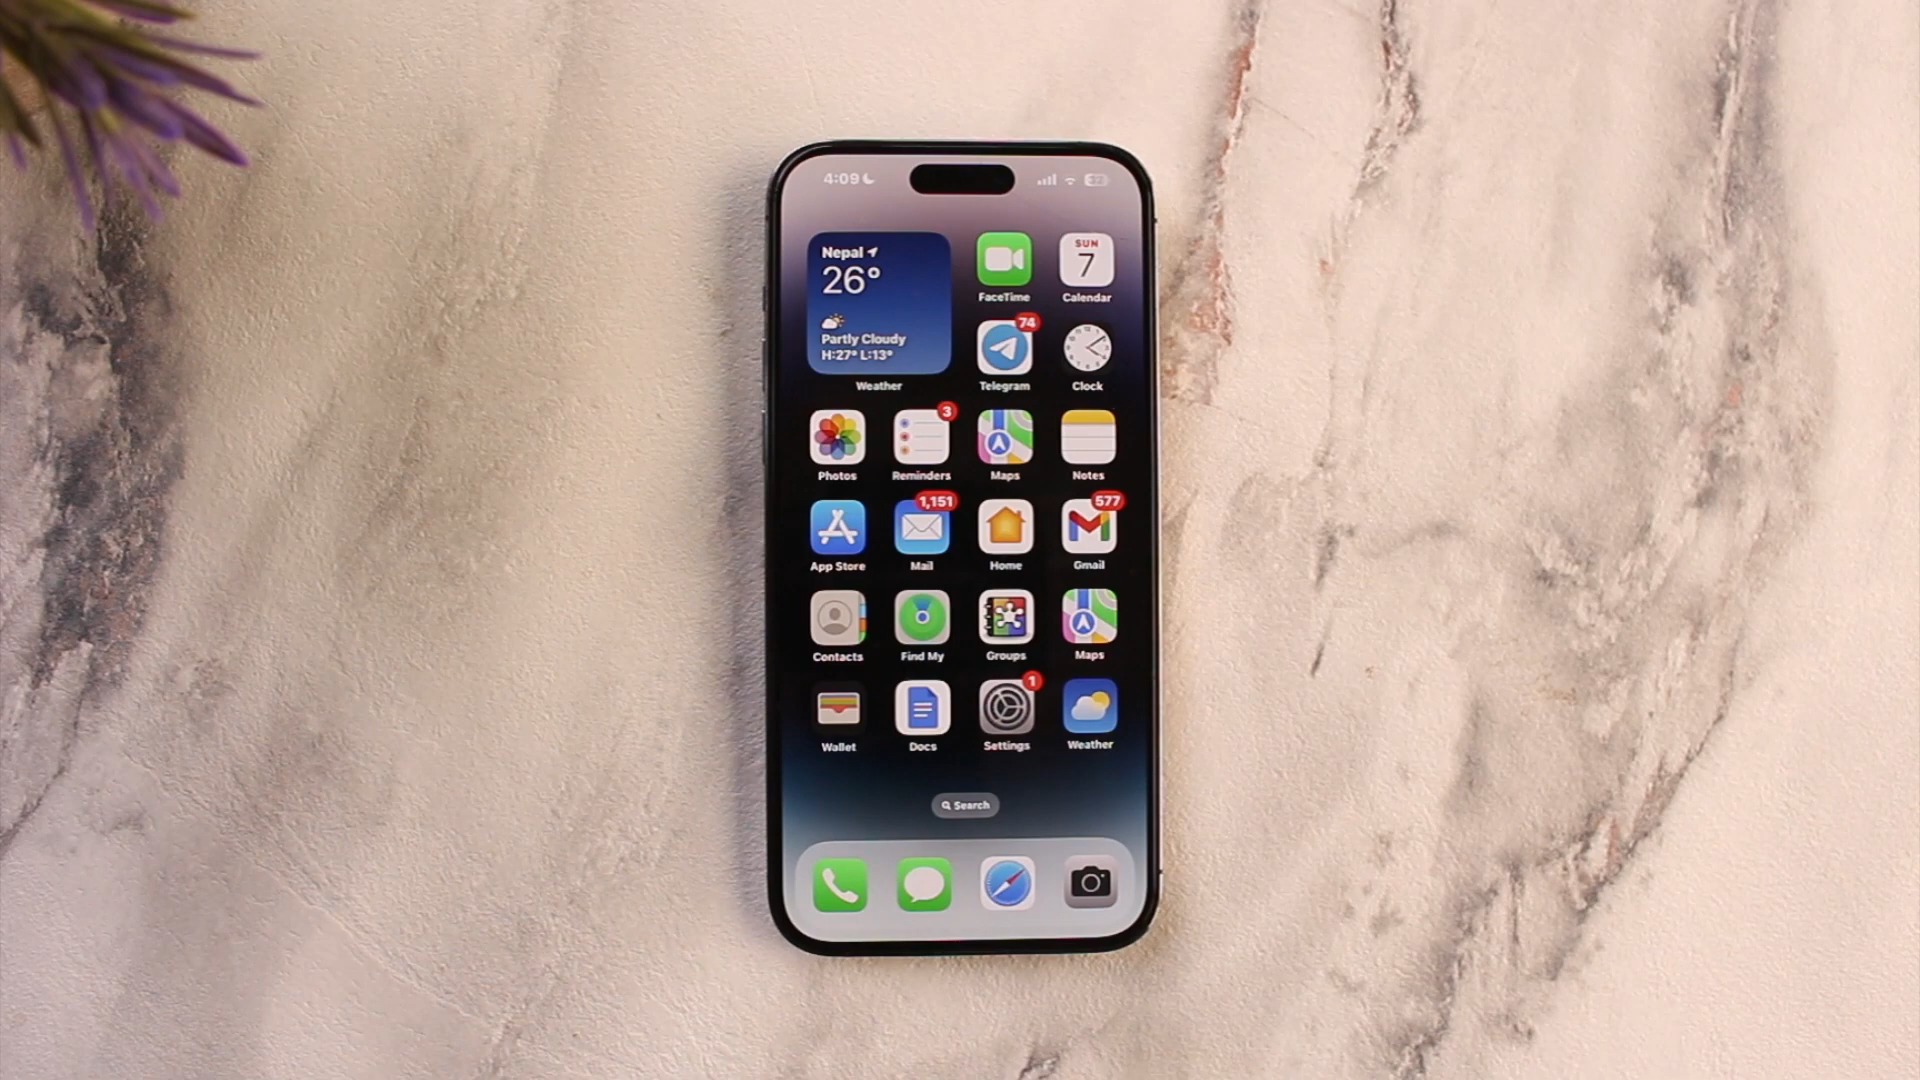 4:09
Nepal
26°
Partly Cloudy
H:27° L:13°
Weather
FaceTime
SUN
7
Calendar
74
Telegram
Clock
Photos
3
Reminders
Maps
Notes
App Store
1,151
Mail
Home
577
Gmail
Contacts
Find My
Groups
Maps
Wallet
Docs
1
Settings
Weather
Search